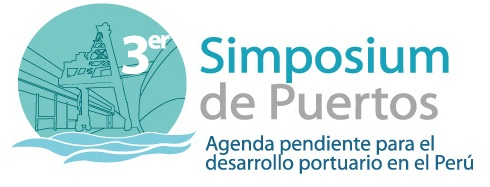 3er
Simposium
de Puertos
Agenda pendiente para el
desarrollo portuario en el Perú